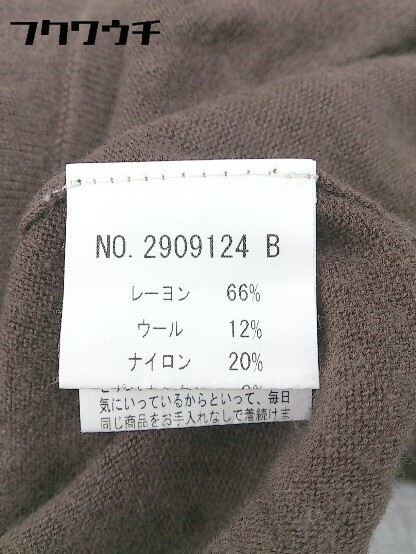 フクワウチ
NO. 2909124 B
レーヨン 66%
ウール 12%
ナイロン 20%
気にいっているからといって、毎日
同じ商品をお手入れなしで着続けま